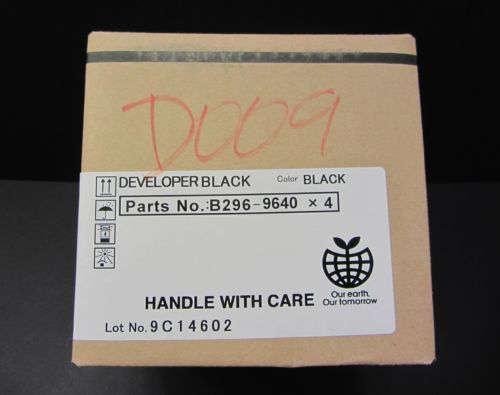 D009
DEVELOPER BLACK Color BLACK
Parts No.:B296-9640 × 4
HANDLE WITH CARE
Our earth,
Our tomorrow
Lot No. 9C14602